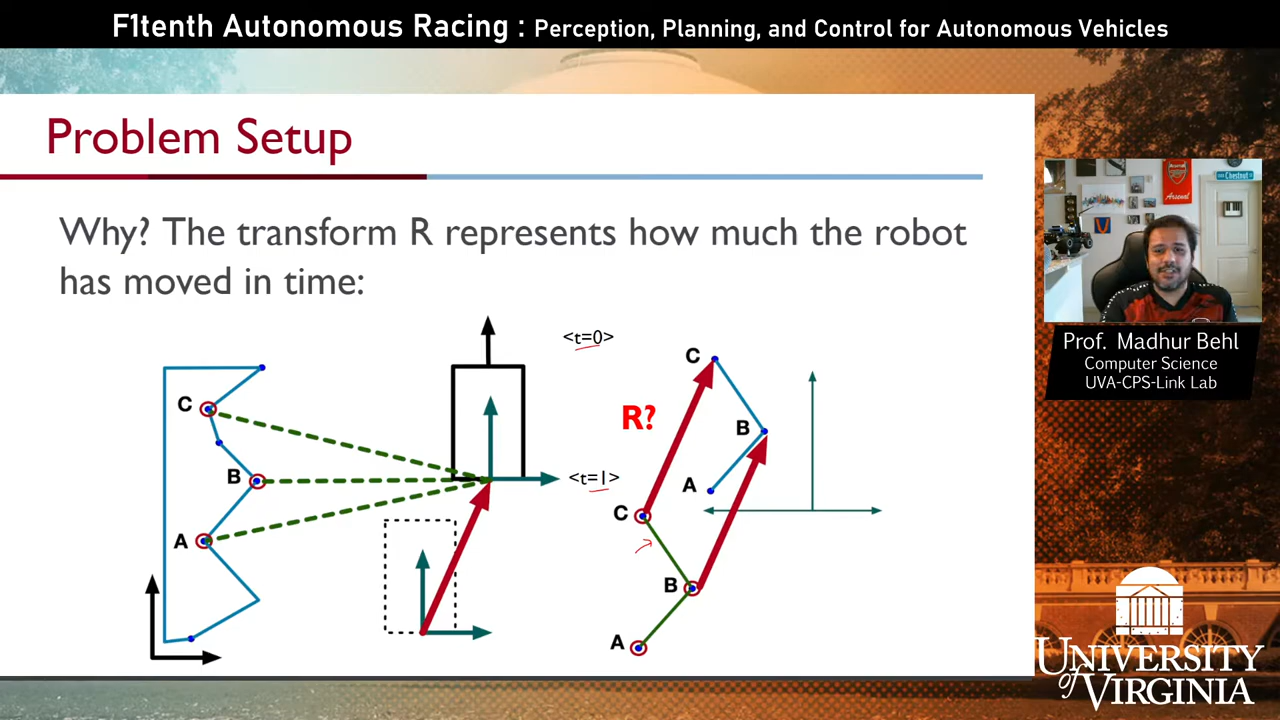 F1tenth Autonomous Racing : Perception, Planning, and Control for Autonomous Vehicles
Problem Setup
Why? The transform R represents how much the robot
has moved in time:
<t=0>
<t=1>
C
B
A
R?
C
B
A
C
B
A
Arsenal
Chestnut
Prof. Madhur Behl
Computer Science
UVA-CPS-Link Lab
UNIVERSITY
of VIRGINIA